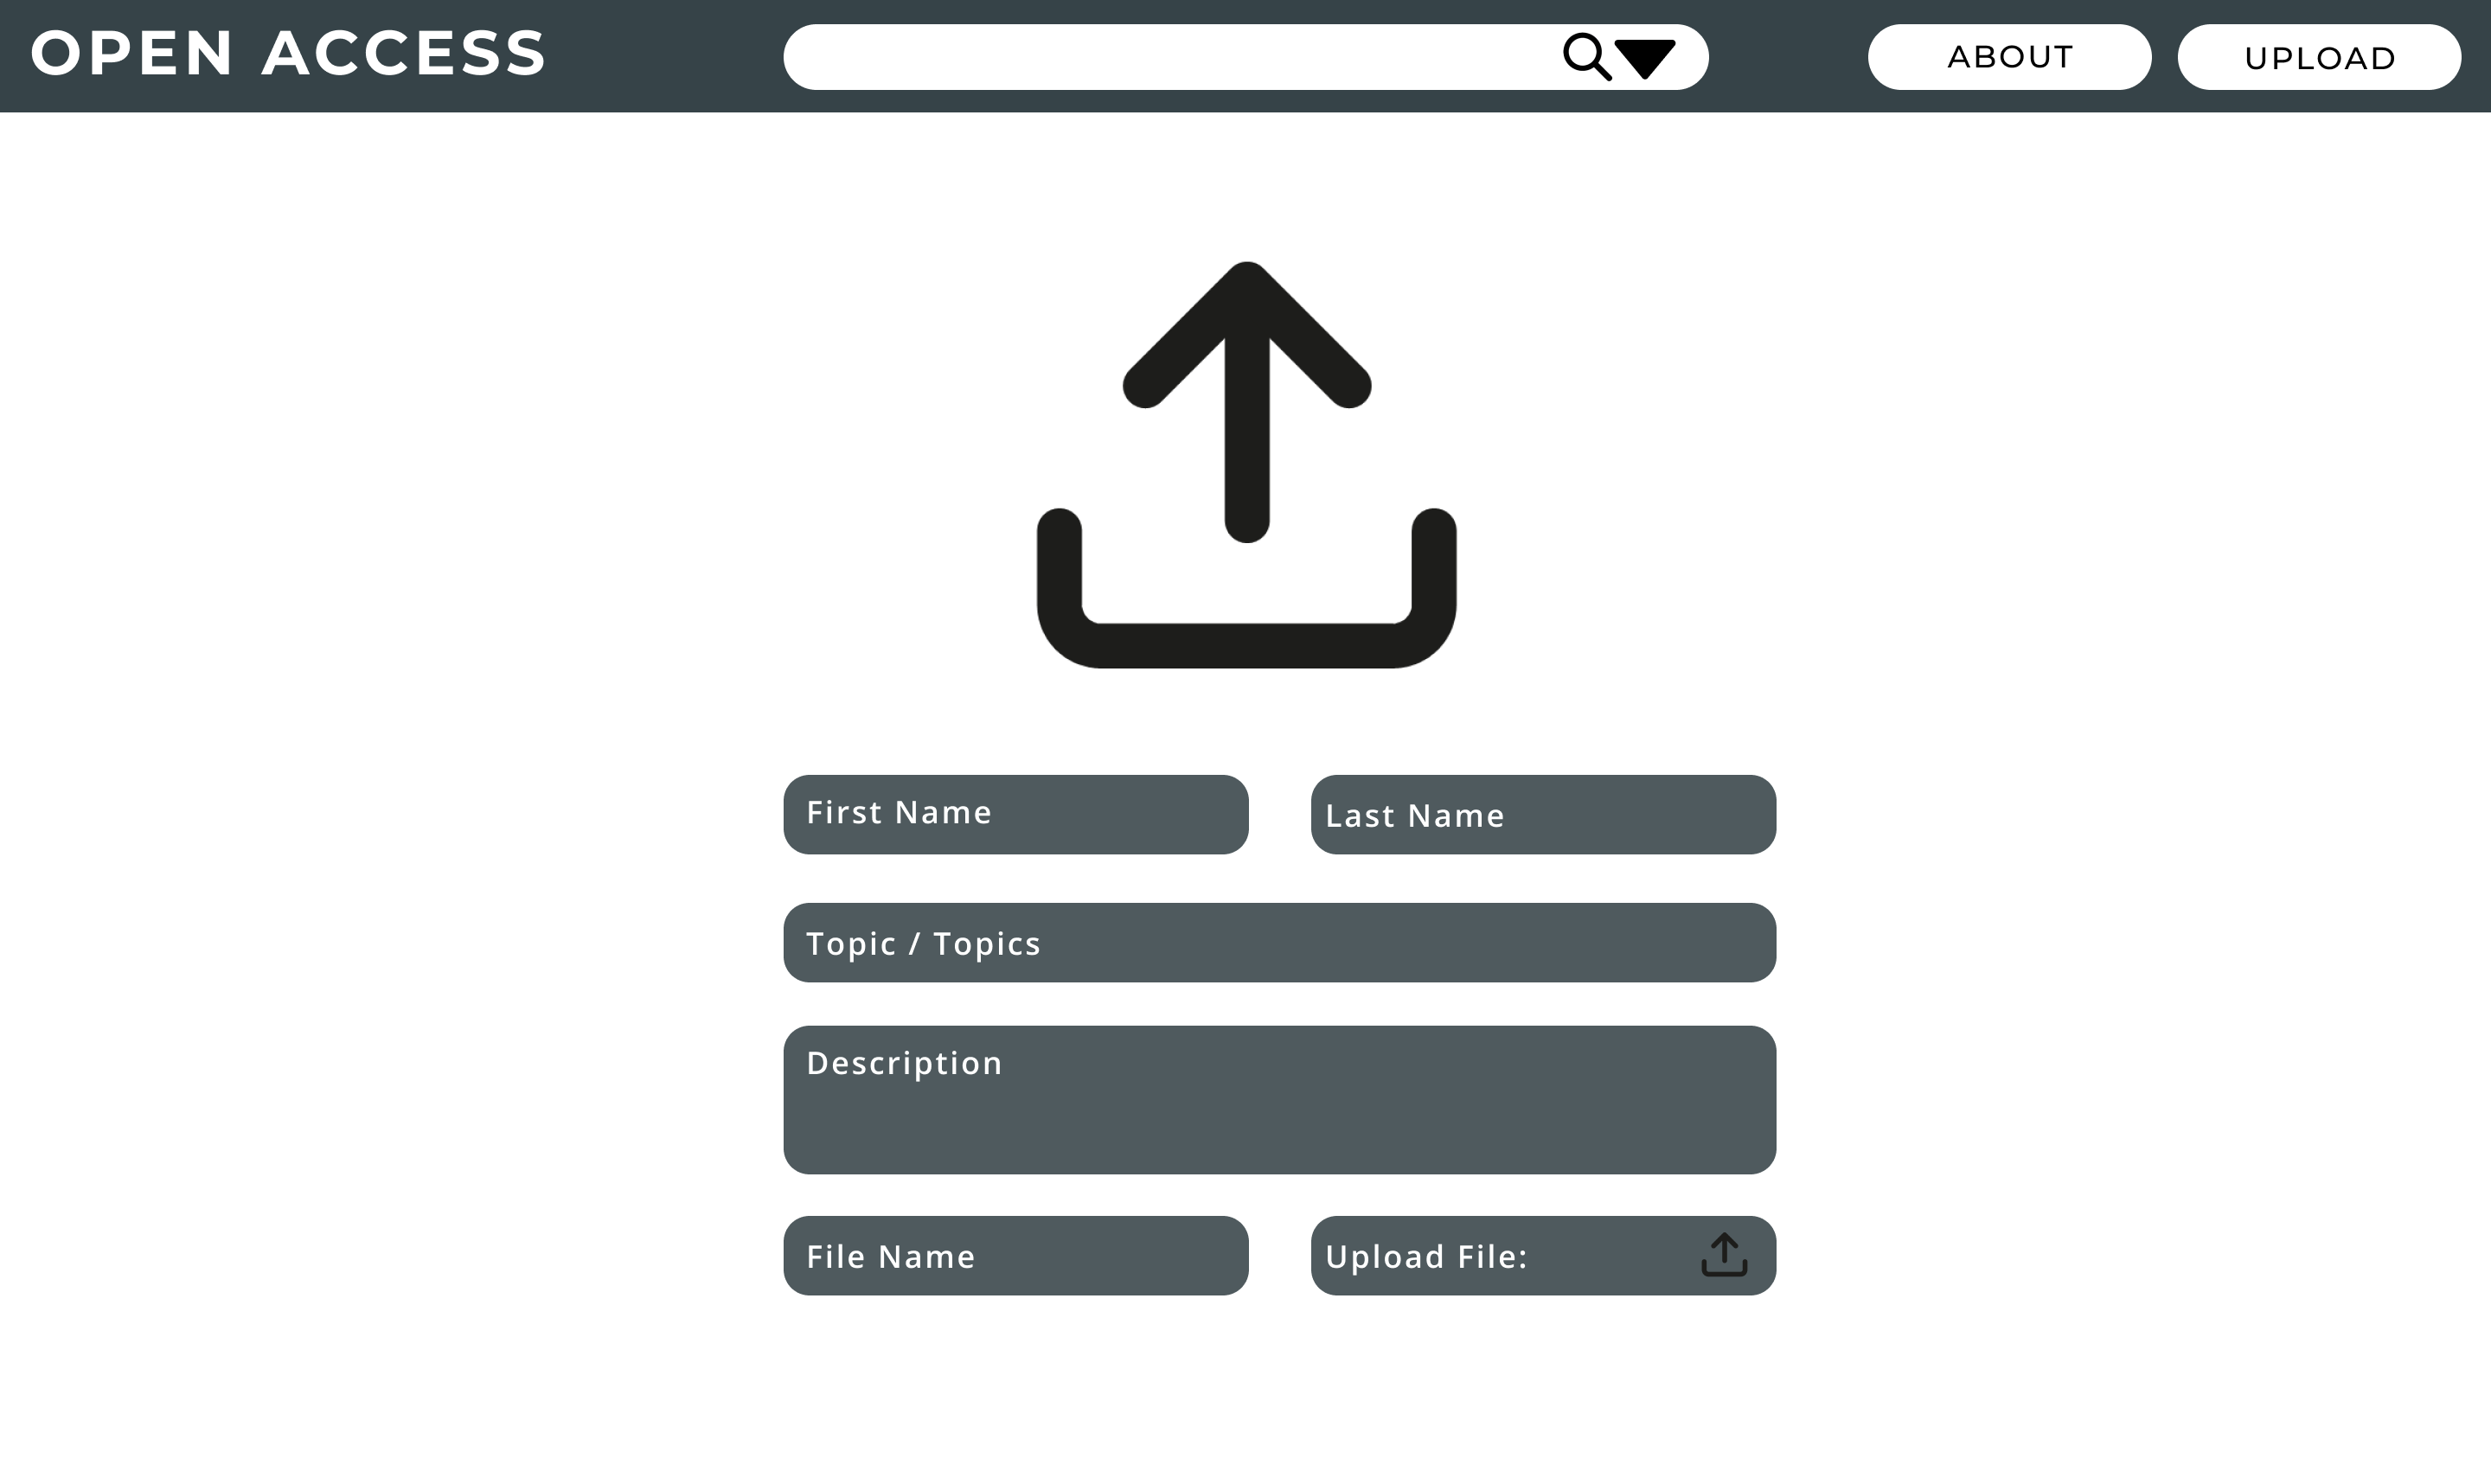 OPEN ACCESS
ABOUT
UPLOAD
First Name
Last Name
Topic / Topics
Description
File Name
Upload File: